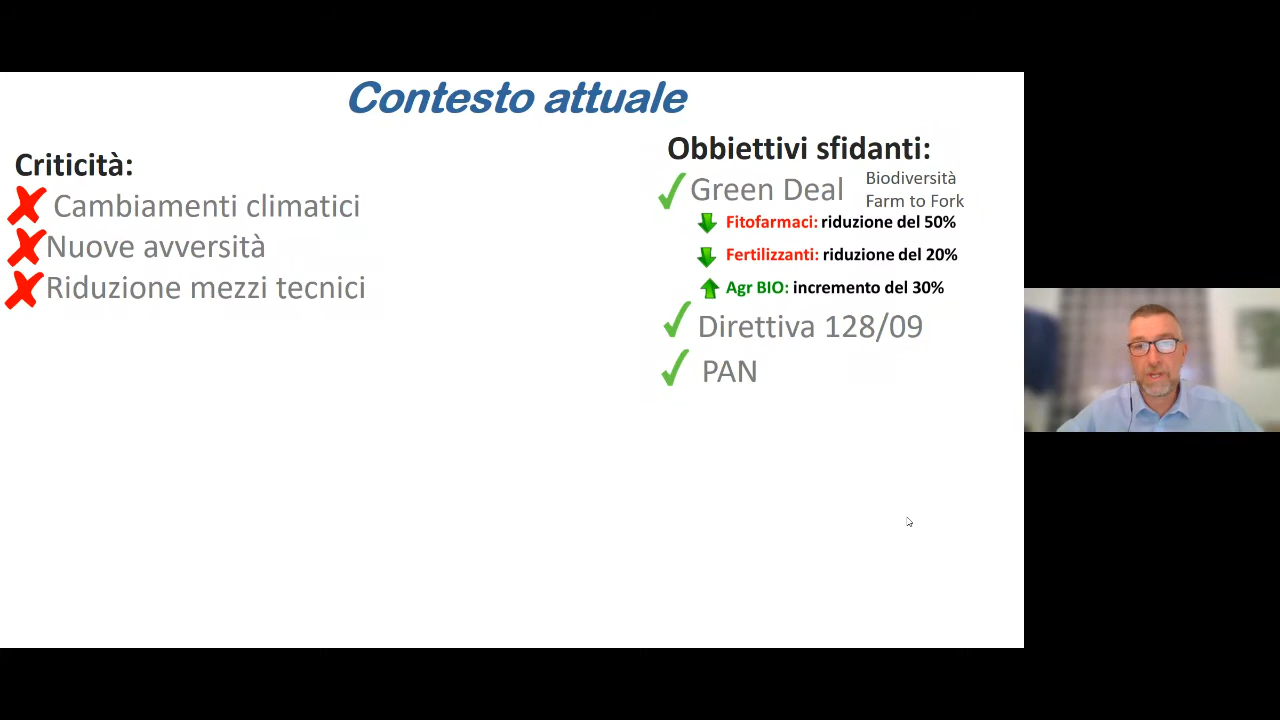 Contesto attuale
Criticità:
Cambiamenti climatici
Nuove avversità
Riduzione mezzi tecnici
Obbiettivi sfidanti:
Green Deal
Biodiversità
Farm to Fork
Fitofarmaci: riduzione del 50%
Fertilizzanti: riduzione del 20%
Agr BIO: incremento del 30%
Direttiva 128/09
PAN